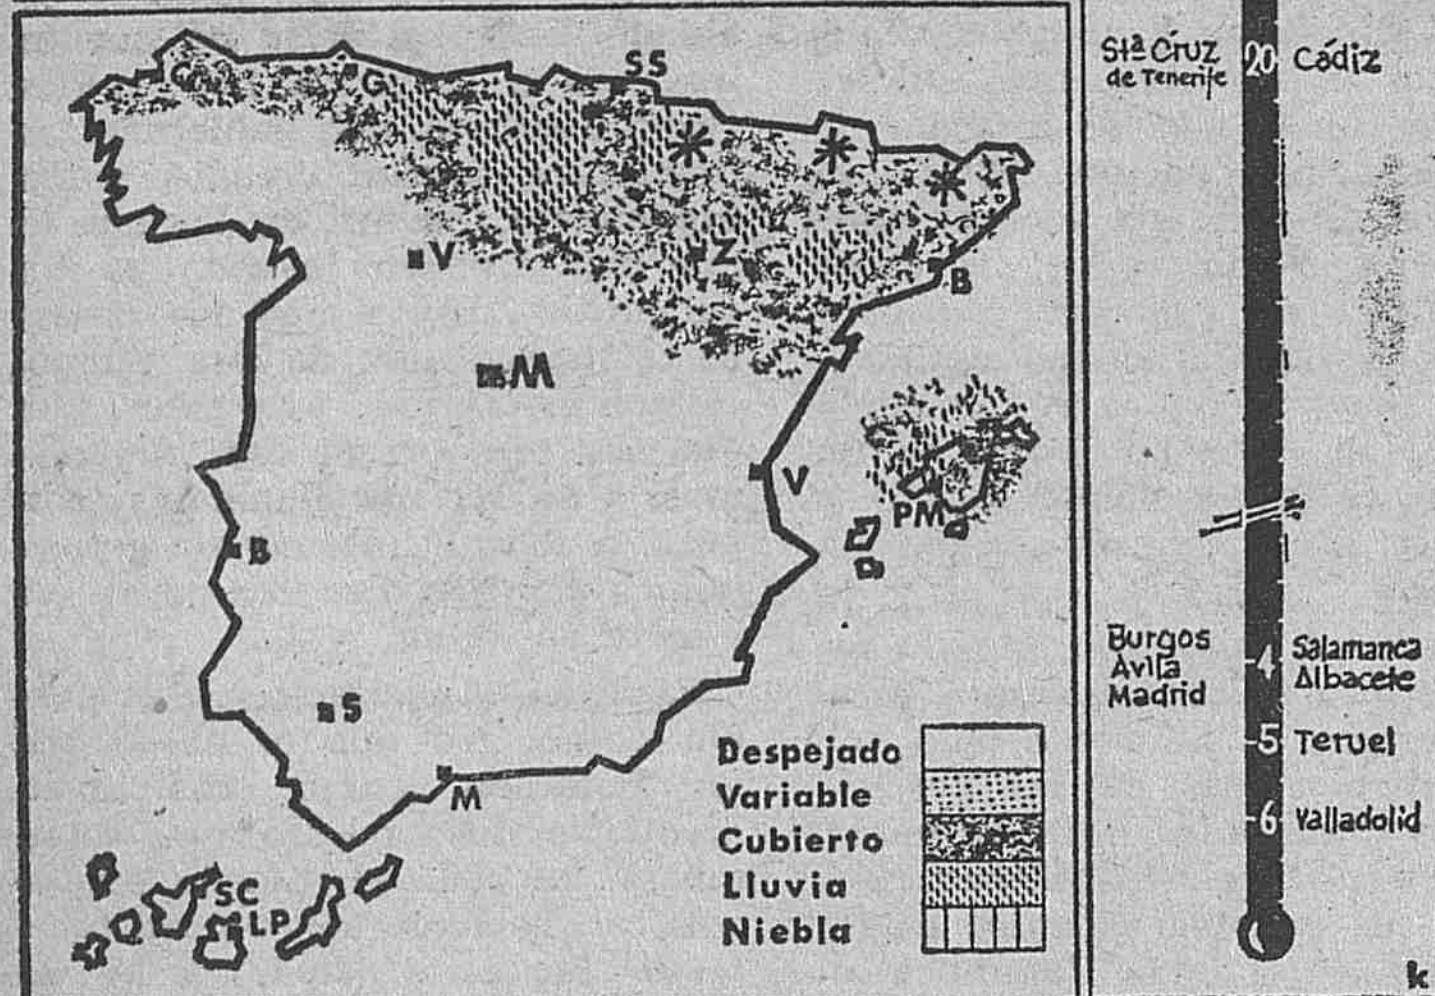 C
G
SS
V
Z
B
M
V
PM
B
S
M
SC
LP
Despejado
Variable
Cubierto
Lluvia
Niebla
Stª Cruz
de Tenerife
20
Cádiz
Burgos
Avila
Madrid
-4
Salamanca
Albacete
-5
Teruel
-6
Valladolid
k